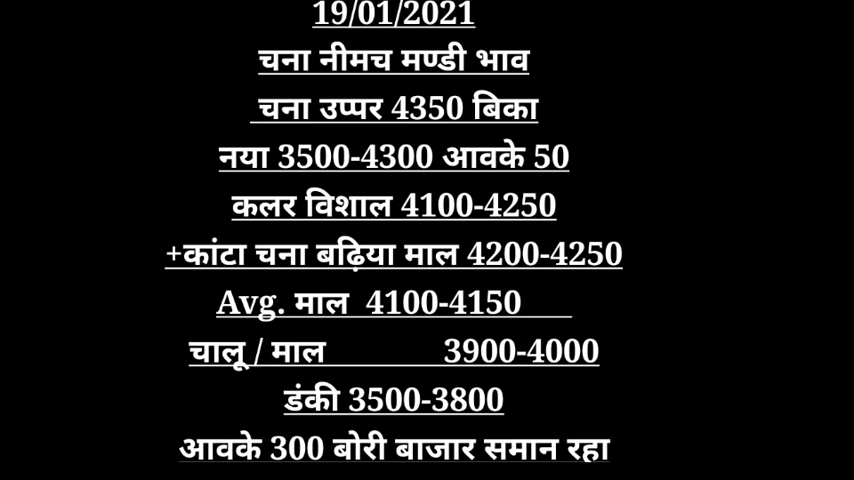 19/01/2021
चना नीमच मण्डी भाव
चना उप्पर 4350 बिका
नया 3500-4300 आवके 50
कलर विशाल 4100-4250
+कांटा चना बढ़िया माल 4200-4250
Avg. माल 4100-4150
चालू / माल 3900-4000
डंकी 3500-3800
आवके 300 बोरी बाजार समान रहा